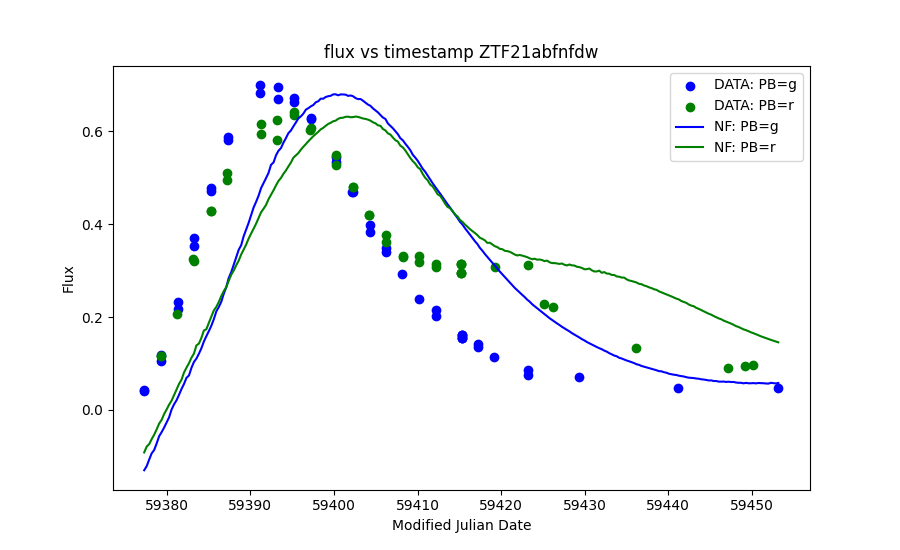 flux vs timestamp ZTF21abfnfdw
DATA: PB=g
DATA: PB=r
NF: PB=g
NF: PB=r
Flux
0.6
0.4
0.2
0.0
59380 59390 59400 59410 59420 59430 59440 59450
Modified Julian Date